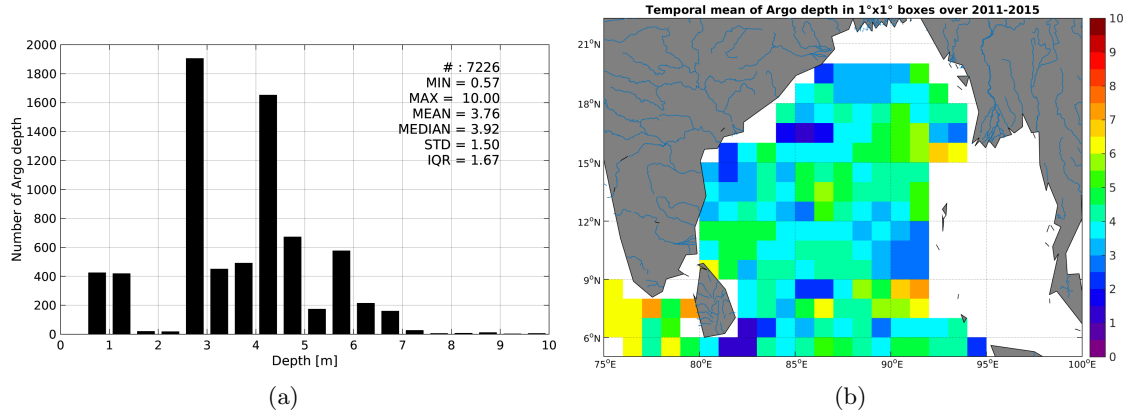 2000
1800
1600
1400
1200
1000
800
600
400
200
0
Number of Argo depth
# : 7226
MIN = 0.57
MAX = 10.00
MEAN = 3.76
MEDIAN = 3.92
STD = 1.50
IQR = 1.67
0 1 2 3 4 5 6 7 8 9 10
Depth [m]
(a)
Temporal mean of Argo depth in 1°x1° boxes over 2011-2015
21°N
18°N
15°N
12°N
9°N
6°N
75°E 80°E 85°E 90°E 95°E 100°E
10
9
8
7
6
5
4
3
2
1
0
(b)